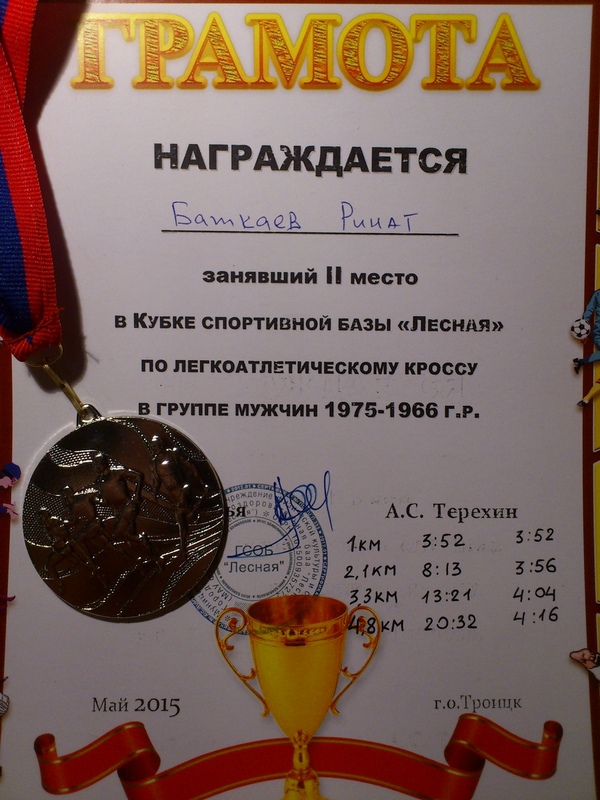 ГРАМОТА
НАГРАЖДАЕТСЯ
Баткаев Ринат
занявший II место
в Кубке спортивной базы «Лесная»
по легкоатлетическому кроссу
в группе мужчин 1975-1966 г.р.
ья А.С. Терехин
ГСОБ
"Лесная"
1км 3:52 3:52
2,1км 8:13 3:56
3,3км 13:21 4:04
4,8км 20:32 4:16
Май 2015 г.о.Троицк